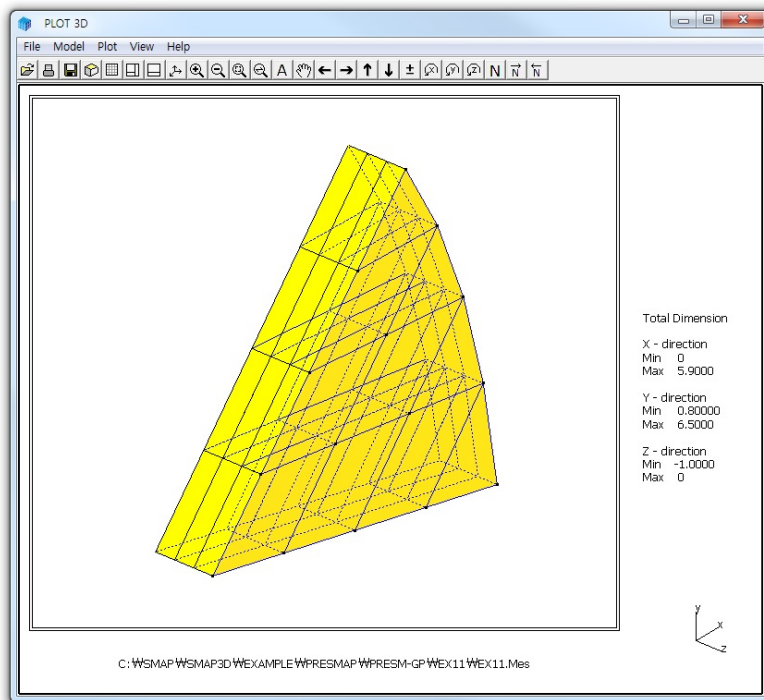 PLOT 3D
File Model Plot View Help
A ± X Y Z N N N
Total Dimension
X - direction
Min 0
Max 5.9000
Y - direction
Min 0.80000
Max 6.5000
Z - direction
Min -1.0000
Max 0
y
x
z
C:₩SMAP₩SMAP3D₩EXAMPLE₩PRESMAP₩PRESM-GP₩EX11₩EX11.Mes